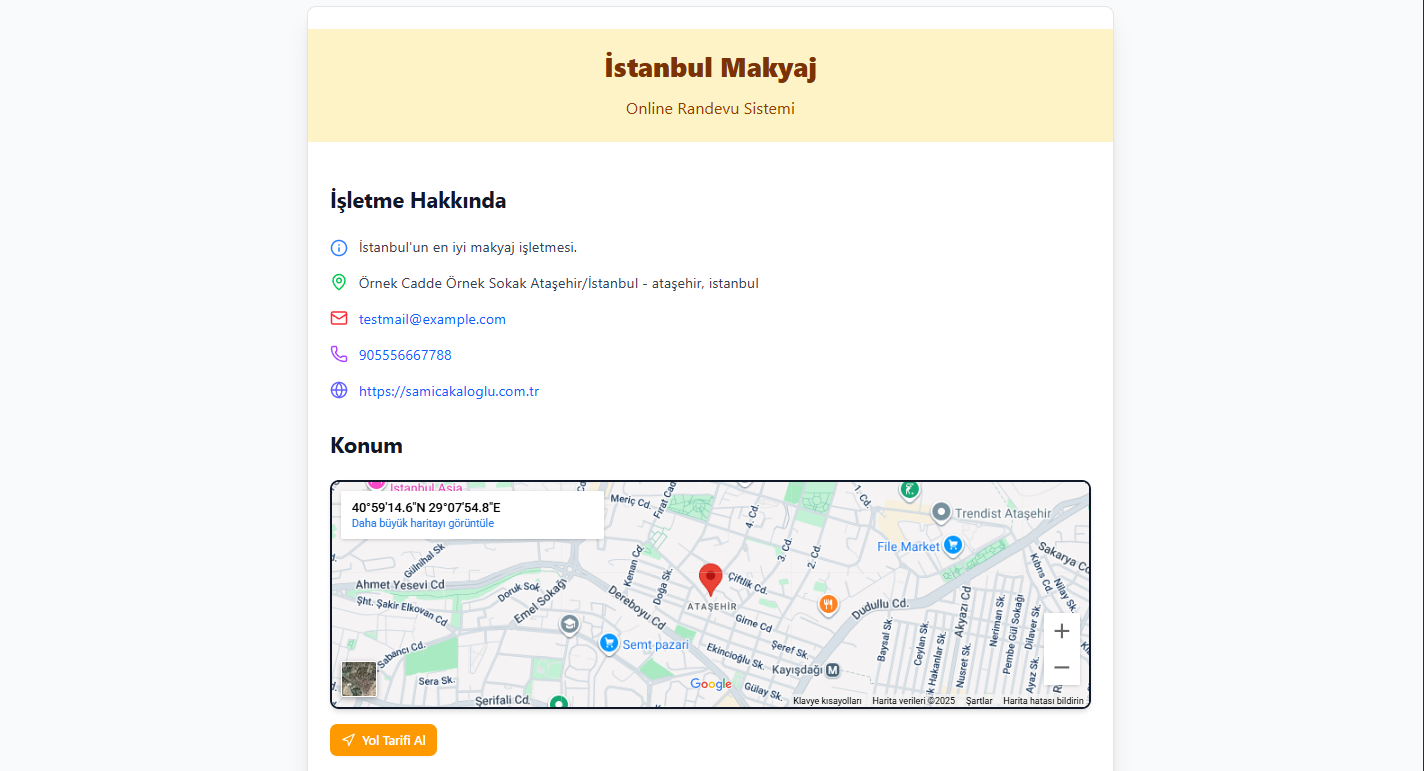 İstanbul Makyaj
Online Randevu Sistemi
İşletme Hakkında
İstanbul'un en iyi makyaj işletmesi.
Örnek Cadde Örnek Sokak Ataşehir/İstanbul - ataşehir, istanbul
testmail@example.com
905556667788
https://samicakaloglu.com.tr
Konum
Istanbul Asia
40°59'14.6"N 29°07'54.8"E
Daha büyük haritayı görüntüle
Meriç Cd.
Fırat Cad
4. Cd.
1. Cd.
Trendist Ataşehir
File Market
3. Cd.
2. Cd.
Sakarya Cd.
Kıbrıs Cd.
Nilay Sk.
Gülnihal Sk.
Kenan Cd.
Doğa Sk.
Çiftlik Cd.
Ahmet Yesevi Cd
Doruk Sok
Emel Sokağı
Dereboyu Cd
ATAŞEHİR
Dudullu Cd.
Akyazı Cd
Neriman Sk.
Pembe Gül Sokağı
Dilaver Sk.
Şht. Şakir Elkovan Cd.
Girne Cd
Baysal Sk.
Ceylan Sk.
Semt pazari
Sabancı Cd.
Ekincioğlu Sk.
Şeref Sk.
Hakanlar Sk.
Nusret Sk.
Ayaz Sk.
Kayışdağı
M
Sera Sk.
Google
Gülay Sk.
Şerifali Cd.
Klavye kısayolları
Harita verileri ©2025
Şartlar
Harita hatası bildirin
Yol Tarifi Al